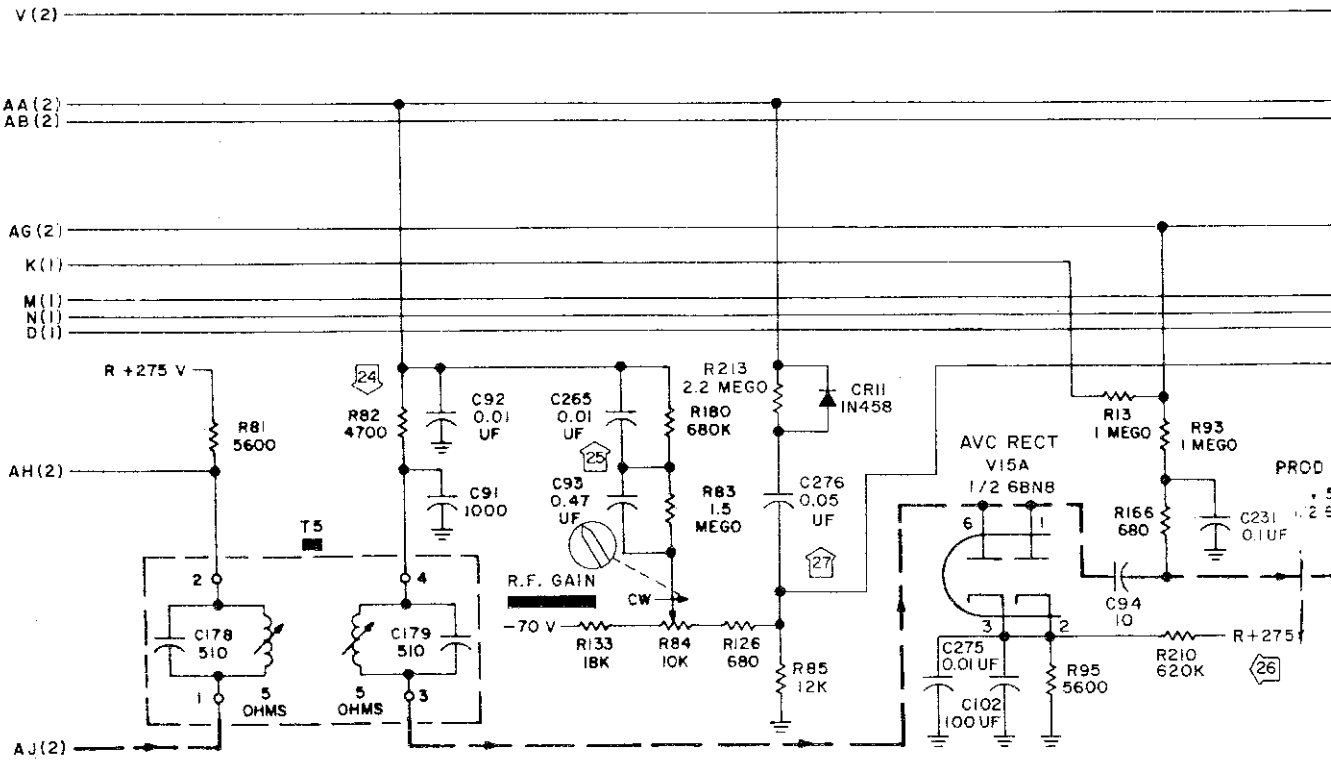 V(2)
AA(2)
AB(2)
AG(2)
K(1)
M(1)
N(1)
D(1)
R +275 V
R81
5600
AH(2)
24
R82
4700
C92
0.01
UF
C91
1000
C265
0.01
UF
25
C93
0.47
UF
R180
680K
R83
1.5
MEGO
R213
2.2 MEGO
CR11
1N458
C276
0.05
UF
27
AVC RECT
V15A
1/2 6BN8
6
1
3
2
R13
1 MEGO
R93
1 MEGO
R166
680
C231
0.1UF
PROD
C94
10
T5
2
4
C178
510
C179
510
1
5
OHMS
5
OHMS
3
AJ(2)
R.F. GAIN
CW
-70 V
R133
18K
R84
10K
R126
680
R85
12K
C275
0.01UF
C102
100UF
R95
5600
R210
620K
R+275V
26